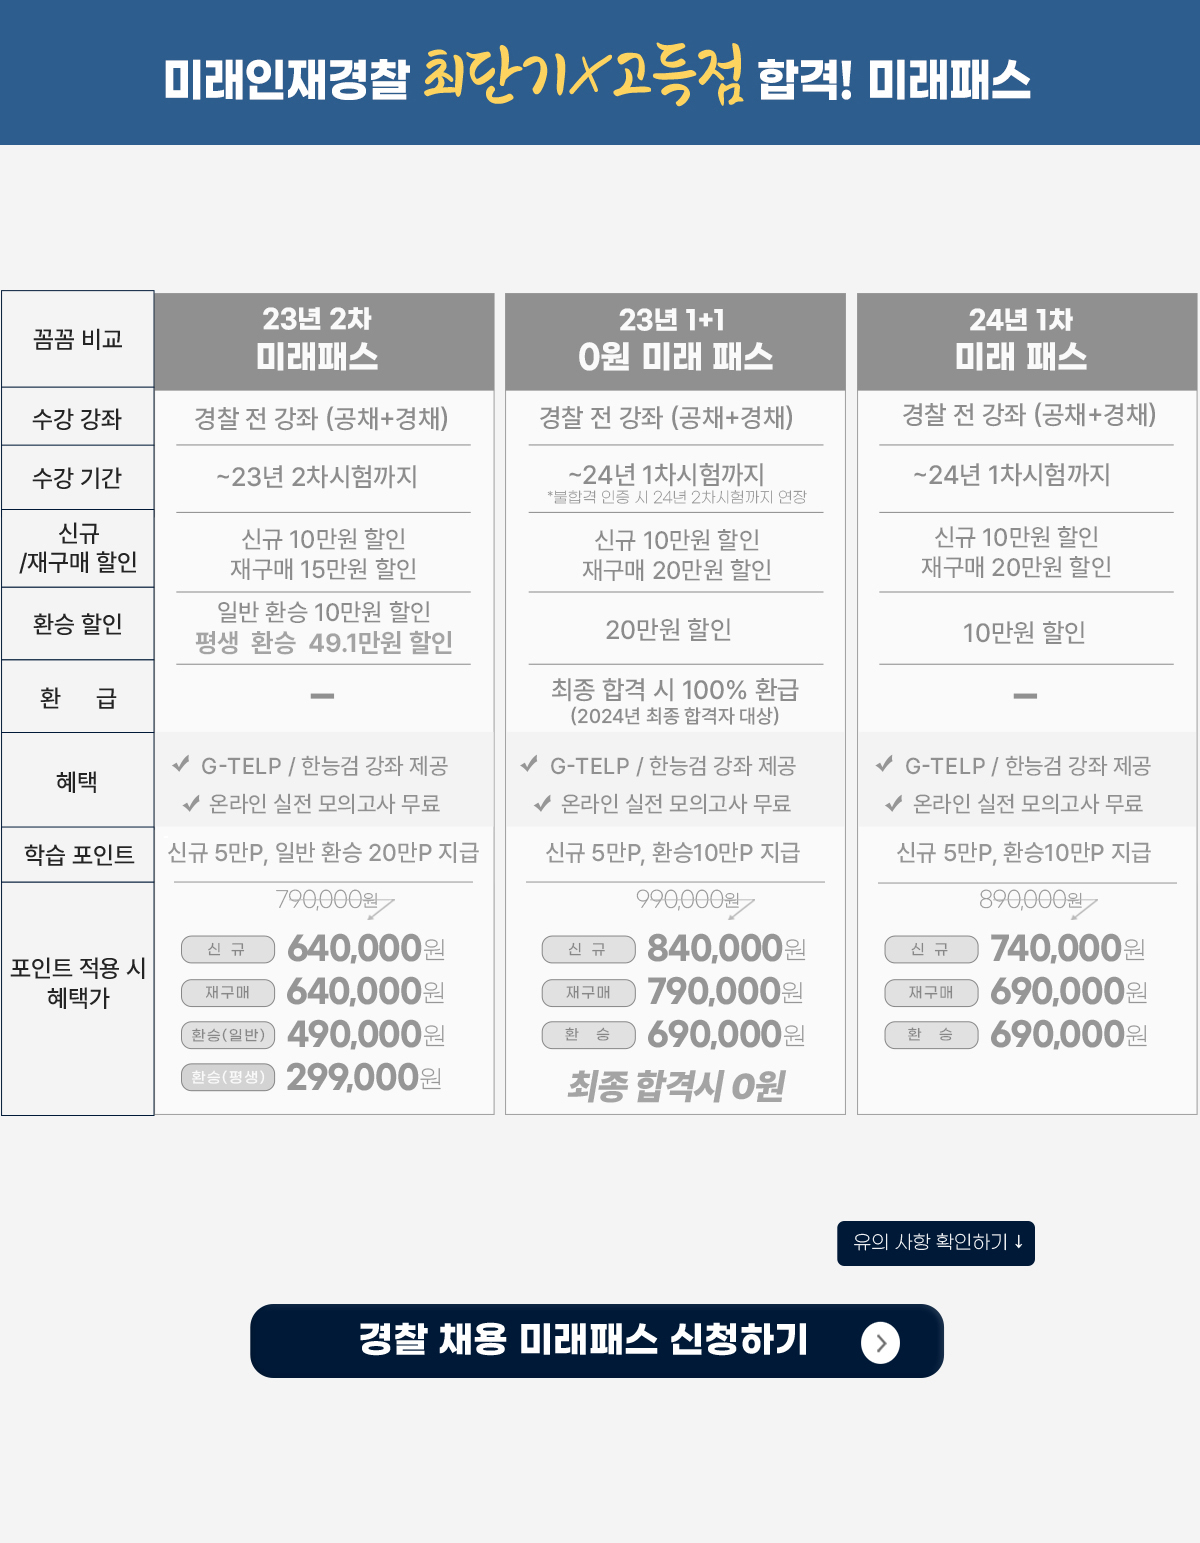 미래인재경찰 최단기X고득점 합격! 미래패스
꼼꼼 비교
23년 2차
미래패스
23년 1+1
0원 미래 패스
24년 1차
미래 패스
수강 강좌
경찰 전 강좌 (공채+경채)
경찰 전 강좌 (공채+경채)
경찰 전 강좌 (공채+경채)
수강 기간
~23년 2차시험까지
~24년 1차시험까지
*불합격 인증 시 24년 2차시험까지 연장
~24년 1차시험까지
신규
/재구매 할인
신규 10만원 할인
재구매 15만원 할인
신규 10만원 할인
재구매 20만원 할인
신규 10만원 할인
재구매 20만원 할인
환승 할인
일반 환승 10만원 할인
평생 환승 49.1만원 할인
20만원 할인
10만원 할인
환 급
–
최종 합격 시 100% 환급
(2024년 최종 합격자 대상)
–
혜택
G-TELP / 한능검 강좌 제공
온라인 실전 모의고사 무료
G-TELP / 한능검 강좌 제공
온라인 실전 모의고사 무료
G-TELP / 한능검 강좌 제공
온라인 실전 모의고사 무료
학습 포인트
신규 5만P, 일반 환승 20만P 지급
신규 5만P, 환승10만P 지급
신규 5만P, 환승10만P 지급
포인트 적용 시
혜택가
790,000원
신 규 640,000원
재구매 640,000원
환승(일반) 490,000원
환승(평생) 299,000원
990,000원
신 규 840,000원
재구매 790,000원
환 승 690,000원
최종 합격시 0원
890,000원
신 규 740,000원
재구매 690,000원
환 승 690,000원
유의 사항 확인하기 ↓
경찰 채용 미래패스 신청하기